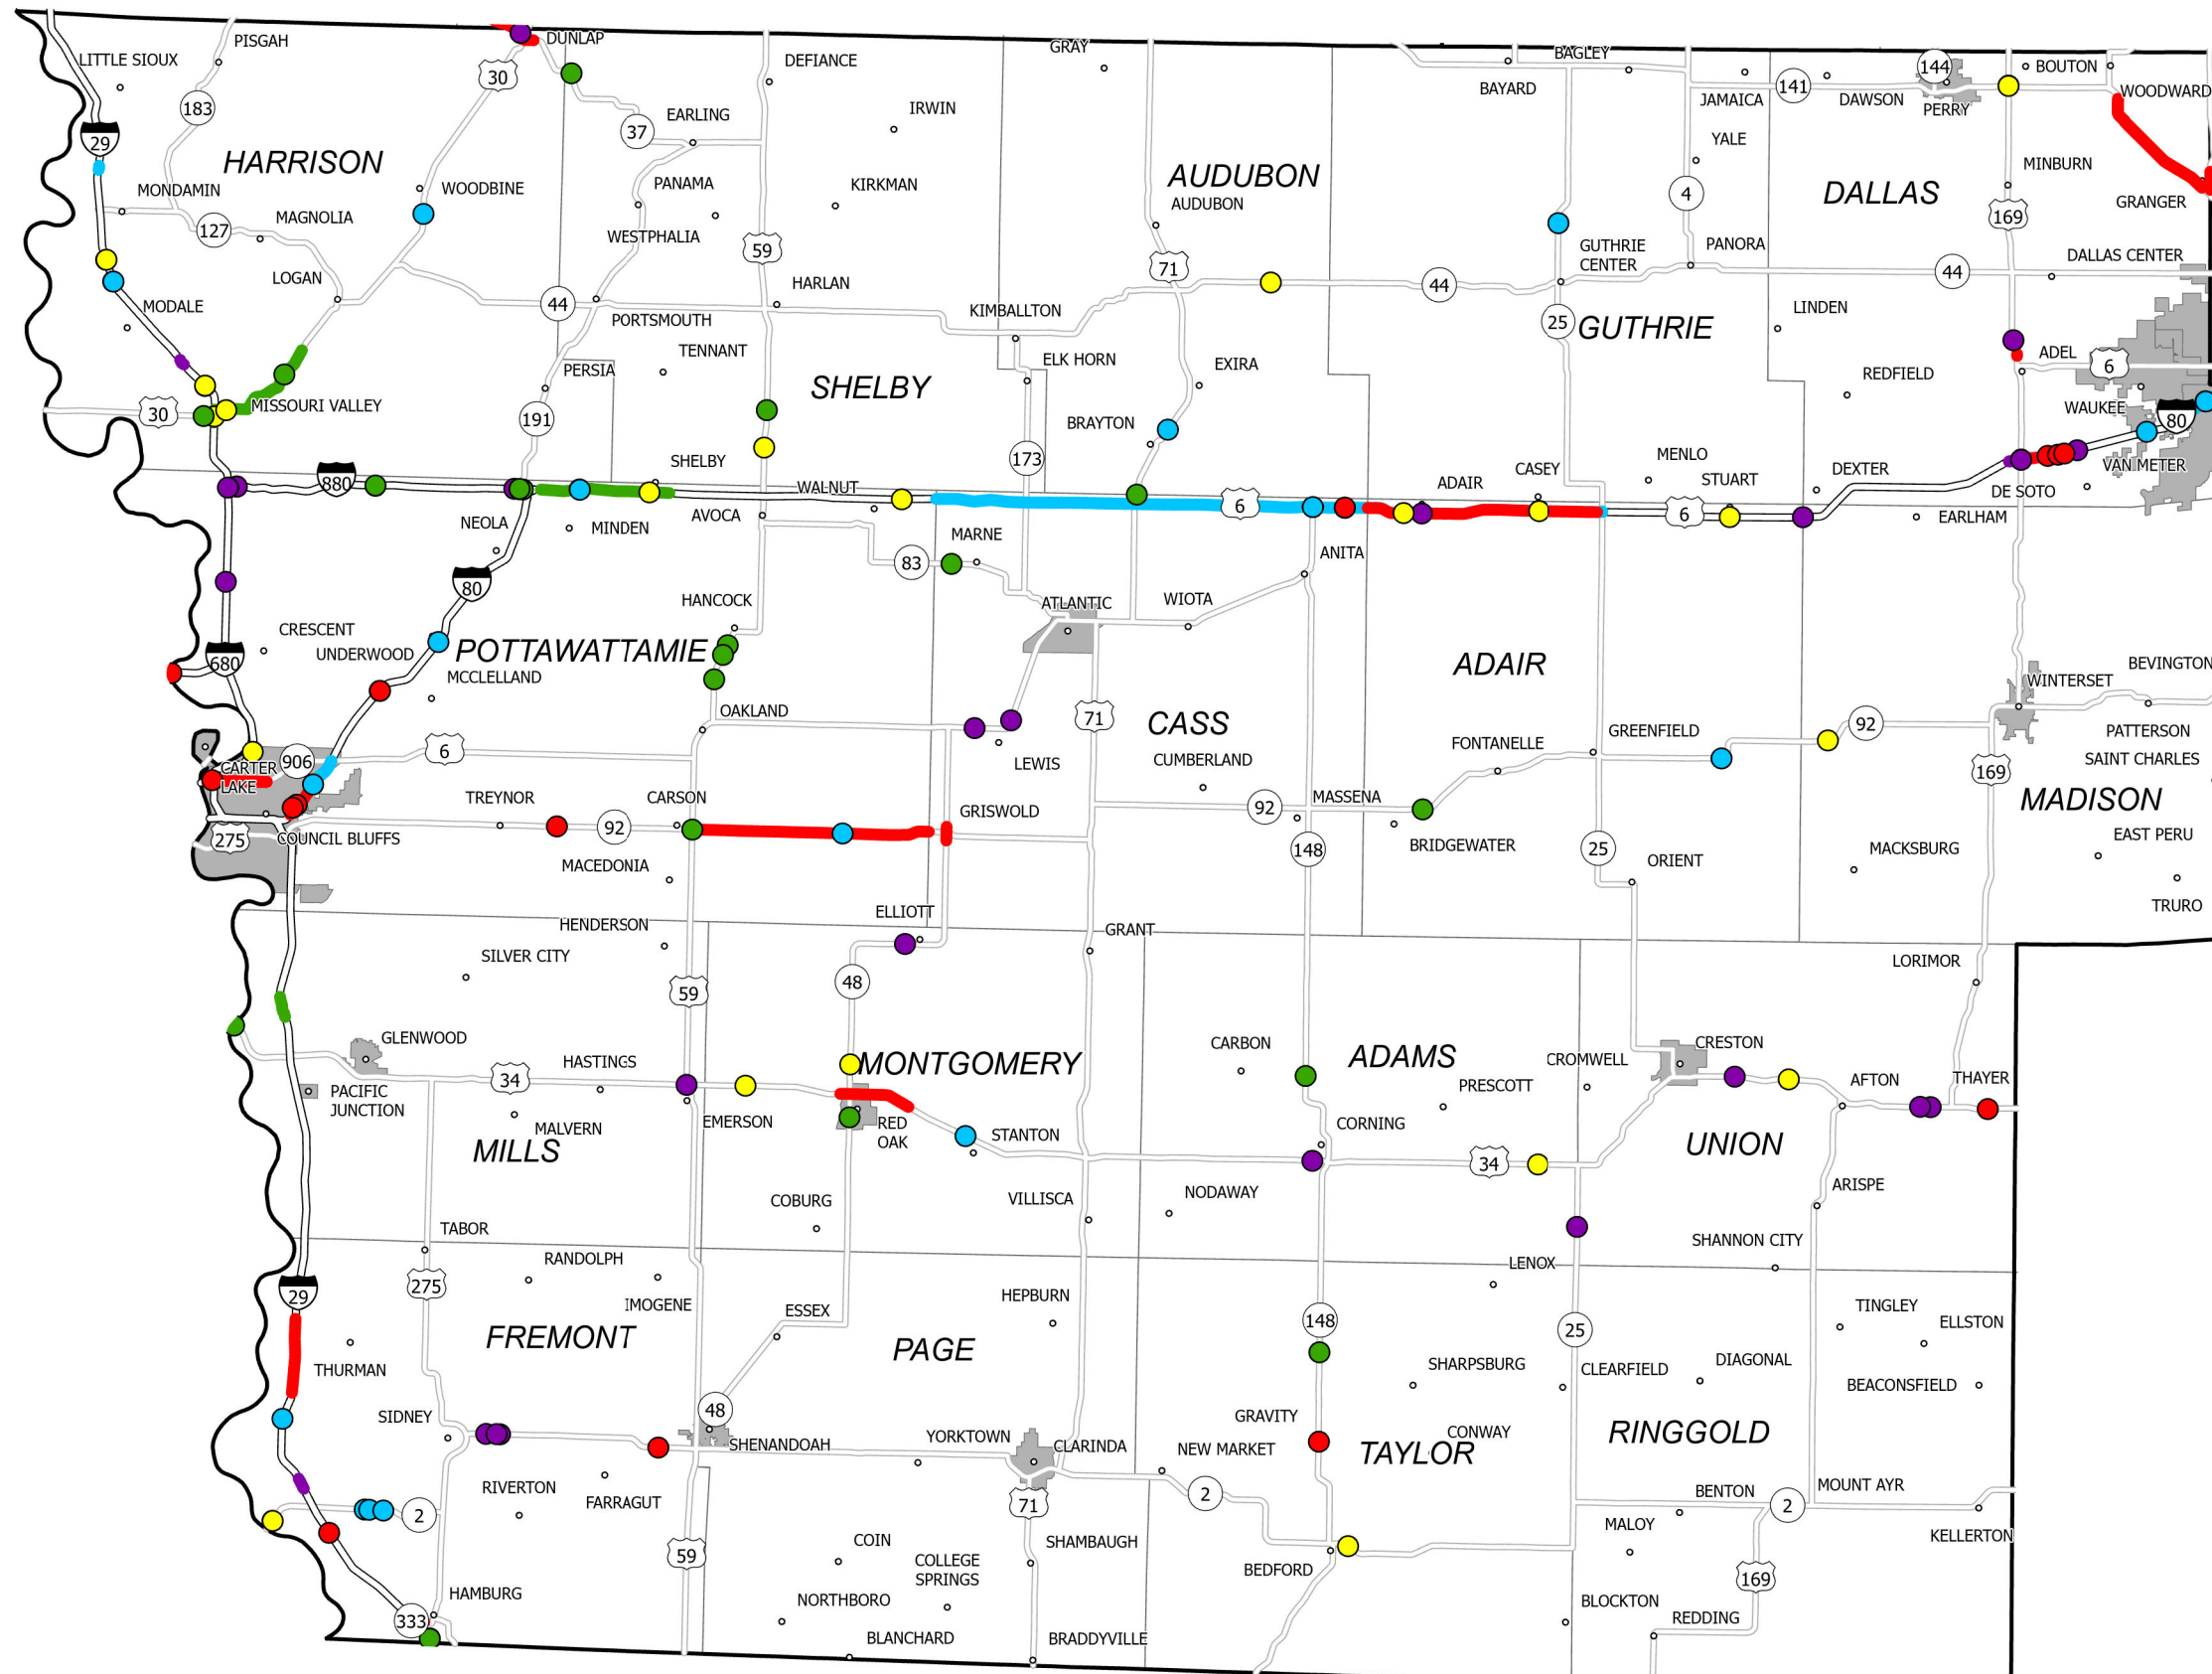 PISGAH
LITTLE SIOUX
DUNLAP
30
183
29
DEFIANCE
GRAY
BAGLEY
BAYARD
144
BOUTON
141
JAMAICA
DAWSON
PERRY
WOODWARD
37
EARLING
IRWIN
YALE
HARRISON
AUDUBON
AUDUBON
DALLAS
MINBURN
MONDAMIN
WOODBINE
PANAMA
KIRKMAN
4
169
GRANGER
127
MAGNOLIA
WESTPHALIA
59
71
GUTHRIE
CENTER
PANORA
DALLAS CENTER
LOGAN
HARLAN
44
44
44
MODALE
PORTSMOUTH
KIMBALLTON
25
GUTHRIE
LINDEN
TENNANT
ELK HORN
EXIRA
ADEL
6
PERSIA
SHELBY
REDFIELD
30
MISSOURI VALLEY
191
BRAYTON
WAUKEE
80
880
SHELBY
173
CASEY
MENLO
STUART
DEXTER
VAN METER
WALNUT
6
ADAIR
6
DE SOTO
NEOLA
MINDEN
AVOCA
MARNE
ANITA
EARLHAM
83
80
HANCOCK
ATLANTIC
WIOTA
CRESCENT
UNDERWOOD
POTTAWATTAMIE
680
MCCLELLAND
ADAIR
BEVINGTON
WINTERSET
OAKLAND
71
CASS
92
PATTERSON
906
6
LEWIS
CUMBERLAND
FONTANELLE
GREENFIELD
SAINT CHARLES
CARTER
LAKE
169
MADISON
TREYNOR
CARSON
GRISWOLD
92
92
MASSENA
275
COUNCIL BLUFFS
148
BRIDGEWATER
25
ORIENT
MACKSBURG
EAST PERU
MACEDONIA
TRURO
HENDERSON
ELLIOTT
GRANT
SILVER CITY
LORIMOR
59
48
GLENWOOD
HASTINGS
MONTGOMERY
CARBON
ADAMS
CROMWELL
CRESTON
34
PRESCOTT
AFTON
THAYER
PACIFIC
JUNCTION
MALVERN
EMERSON
RED
OAK
STANTON
CORNING
MILLS
34
UNION
COBURG
VILLISCA
NODAWAY
ARISPE
TABOR
RANDOLPH
SHANNON CITY
LENOX
29
275
IMOGENE
ESSEX
HEPBURN
TINGLEY
ELLSTON
FREMONT
PAGE
148
25
THURMAN
SHARPSBURG
CLEARFIELD
DIAGONAL
BEACONSFIELD
SIDNEY
48
GRAVITY
CONWAY
RINGGOLD
SHENANDOAH
YORKTOWN
CLARINDA
NEW MARKET
TAYLOR
RIVERTON
FARRAGUT
2
71
2
BENTON
2
MOUNT AYR
MALOY
KELLERTON
59
COIN
COLLEGE
SPRINGS
SHAMBAUGH
BEDFORD
169
HAMBURG
NORTHBORO
BLOCKTON
REDDING
333
BLANCHARD
BRADDYVILLE